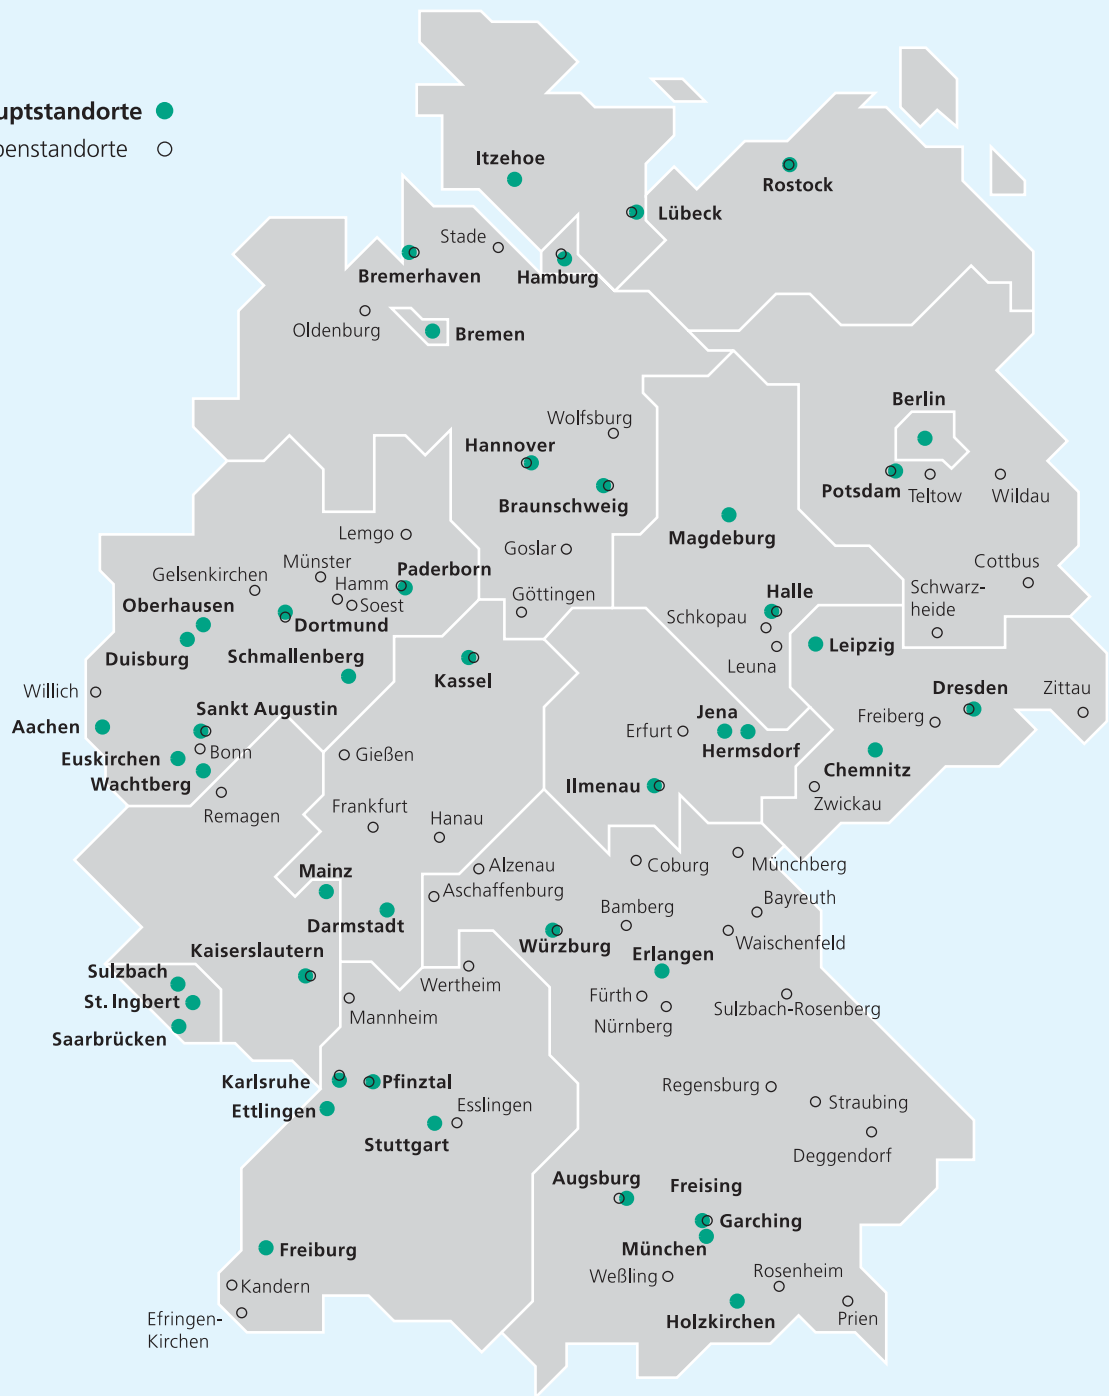 uptstandorte
benstandorte
Itzehoe
Rostock
Lübeck
Stade
Bremerhaven
Hamburg
Oldenburg
Bremen
Berlin
Wolfsburg
Hannover
Potsdam
Teltow
Wildau
Braunschweig
Magdeburg
Lemgo
Goslar
Cottbus
Münster
Gelsenkirchen
Hamm
Paderborn
Schwarz-
heide
Halle
Oberhausen
Soest
Göttingen
Dortmund
Schkopau
Leipzig
Duisburg
Schmallenberg
Kassel
Leuna
Willich
Dresden
Zittau
Sankt Augustin
Aachen
Jena
Freiberg
Erfurt
Hermsdorf
Bonn
Euskirchen
Gießen
Chemnitz
Wachtberg
Ilmenau
Zwickau
Remagen
Frankfurt
Hanau
Alzenau
Coburg
Münchberg
Mainz
Aschaffenburg
Bayreuth
Bamberg
Darmstadt
Würzburg
Waischenfeld
Kaiserslautern
Erlangen
Sulzbach
Wertheim
St. Ingbert
Fürth
Sulzbach-Rosenberg
Mannheim
Nürnberg
Saarbrücken
Karlsruhe
Pfinztal
Regensburg
Ettlingen
Esslingen
Straubing
Stuttgart
Deggendorf
Augsburg
Freising
Garching
Freiburg
München
Weßling
Rosenheim
Kandern
Efringen-
Kirchen
Holzkirchen
Prien